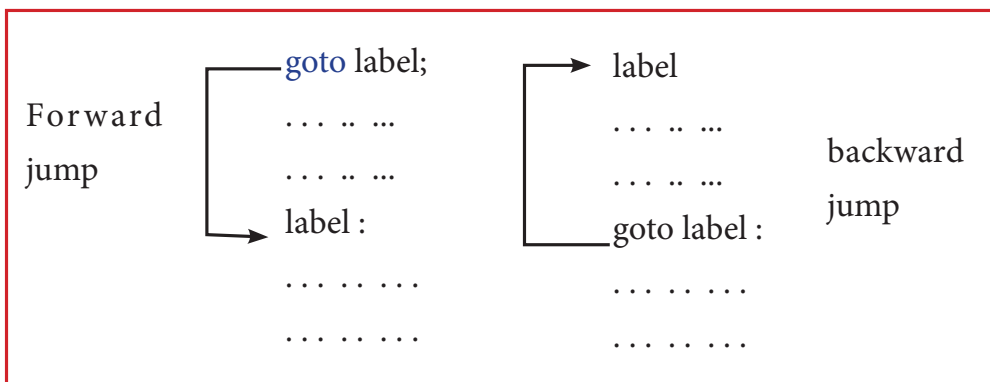 Forward
jump
goto label;
. . . .. ...
. . . .. ...
label :
. . . . . . . .
. . . . . . . .
label
. . . .. ...
. . . .. ...
goto label :
. . . . . . . .
. . . . . . . .
backward
jump